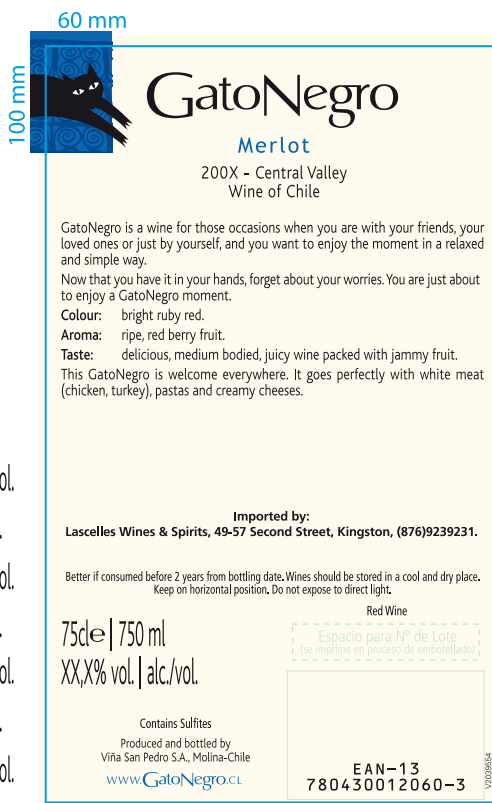 60 mm
100 mm
GatoNegro
Merlot
200X - Central Valley
Wine of Chile
GatoNegro is a wine for those occasions when you are with your friends, your
loved ones or just by yourself, and you want to enjoy the moment in a relaxed
and simple way.
Now that you have it in your hands, forget about your worries. You are just about
to enjoy a GatoNegro moment.
Colour: bright ruby red.
Aroma: ripe, red berry fruit.
Taste: delicious, medium bodied, juicy wine packed with jammy fruit.
This GatoNegro is welcome everywhere. It goes perfectly with white meat
(chicken, turkey), pastas and creamy cheeses.
ol.
.
ol.
.
ol.
.
ol.
Imported by:
Lascelles Wines & Spirits, 49-57 Second Street, Kingston, (876)9239231.
Better if consumed before 2 years from bottling date. Wines should be stored in a cool and dry place.
Keep on horizontal position. Do not expose to direct light.
Red Wine
75cl e | 750 ml
XX,X% vol. | alc./vol.
Espacio para Nº de Lote
(se imprime en proceso de embotellado)
Contains Sulfites
Produced and bottled by
Viña San Pedro S.A., Molina-Chile
www.GatoNegro.cl
EAN-13
780430012060-3
V2039554